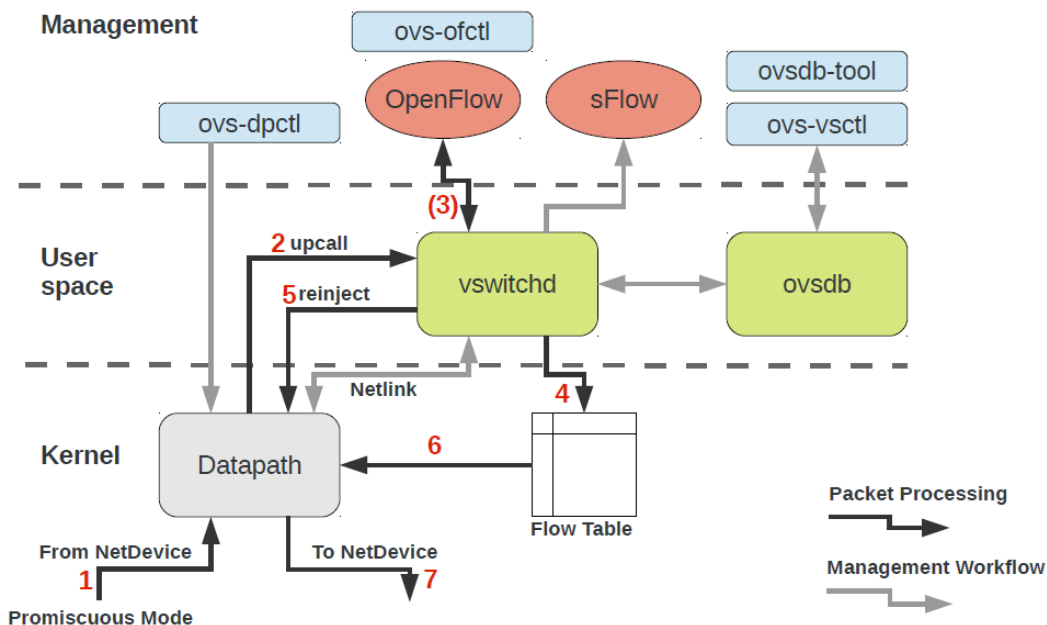 Management
ovs-ofctl
OpenFlow
sFlow
ovsdb-tool
ovs-vsctl
ovs-dpctl
(3)
User
space
2 upcall
5 reinject
vswitchd
ovsdb
Netlink
4
Kernel
Datapath
6
Flow Table
From NetDevice
1
Promiscuous Mode
To NetDevice
7
Packet Processing
Management Workflow